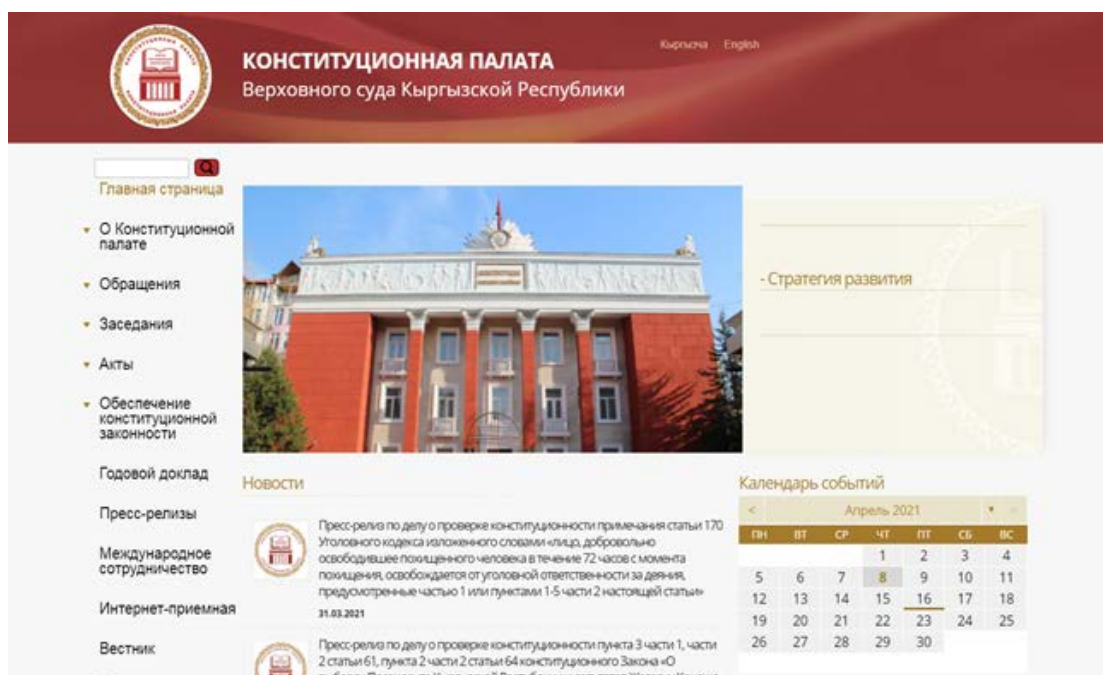 Кыргызча English
КОНСТИТУЦИОННАЯ ПАЛАТА
Верховного суда Кыргызской Республики
Главная страница
О Конституционной
палате
Обращения
Заседания
Акты
Обеспечение
конституционной
законности
Годовой доклад
Пресс-релизы
Международное
сотрудничество
Интернет-приемная
Вестник
- Стратегия развития
Новости
Пресс-релиз по делу о проверке конституционности примечания статьи 170
Уголовного кодекса изложенного словами «лицо, добровольно
освободившее похищенного человека в течение 72 часов с момента
похищения, освобождается от уголовной ответственности за деяния,
предусмотренные частью 1 или пунктами 1-5 части 2 настоящей статьи»
31.03.2021
Пресс-релиз по делу о проверке конституционности пункта 3 части 1, части
2 статьи 61, пункта 2 части 2 статьи 64 конституционного Закона «О
Календарь событий
< Апрель 2021
ПН ВТ СР ЧТ ПТ СБ ВС
1 2 3 4
5 6 7 8 9 10 11
12 13 14 15 16 17 18
19 20 21 22 23 24 25
26 27 28 29 30